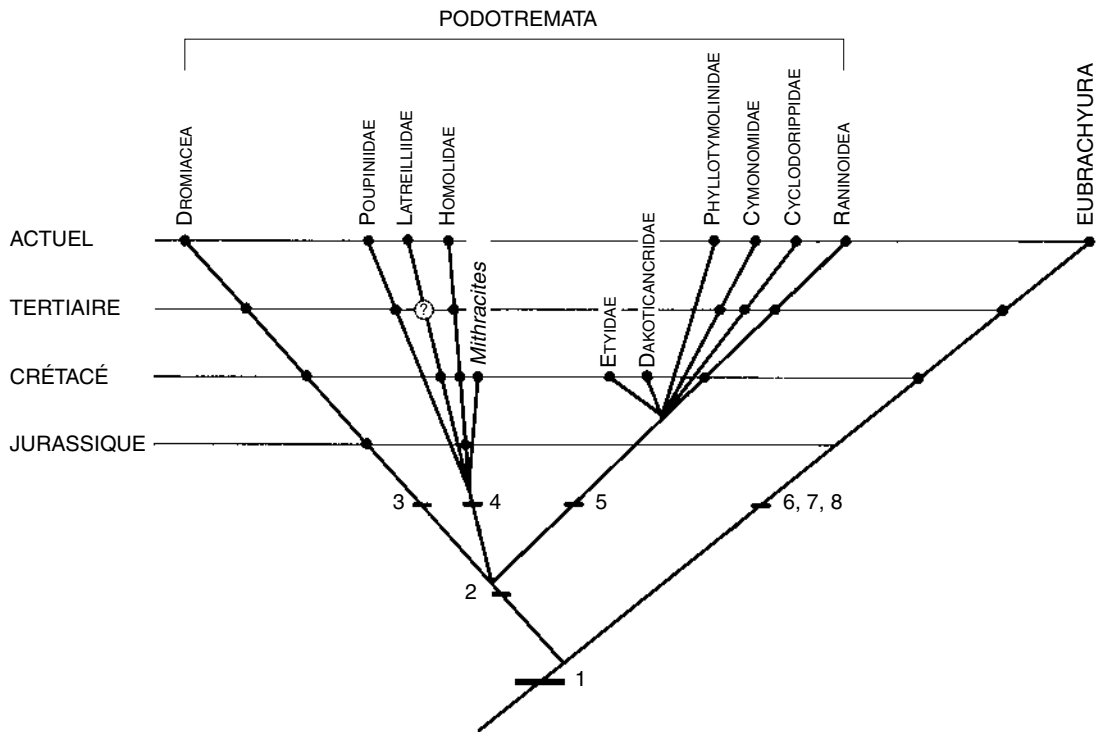 PODOTREMATA
DROMIACEA
POUPINIIDAE
LATREILLIIDAE
HOMOLIDAE
Mithracites
ETYIDAE
DAKOTICANCRIDAE
PHYLLOTYMOLINIDAE
CYMONOMIDAE
CYCLODORIPPIDAE
RANINOIDEA
EUBRACHYURA
ACTUEL
TERTIAIRE
?
CRÉTACÉ
JURASSIQUE
3
4
5
6, 7, 8
2
1